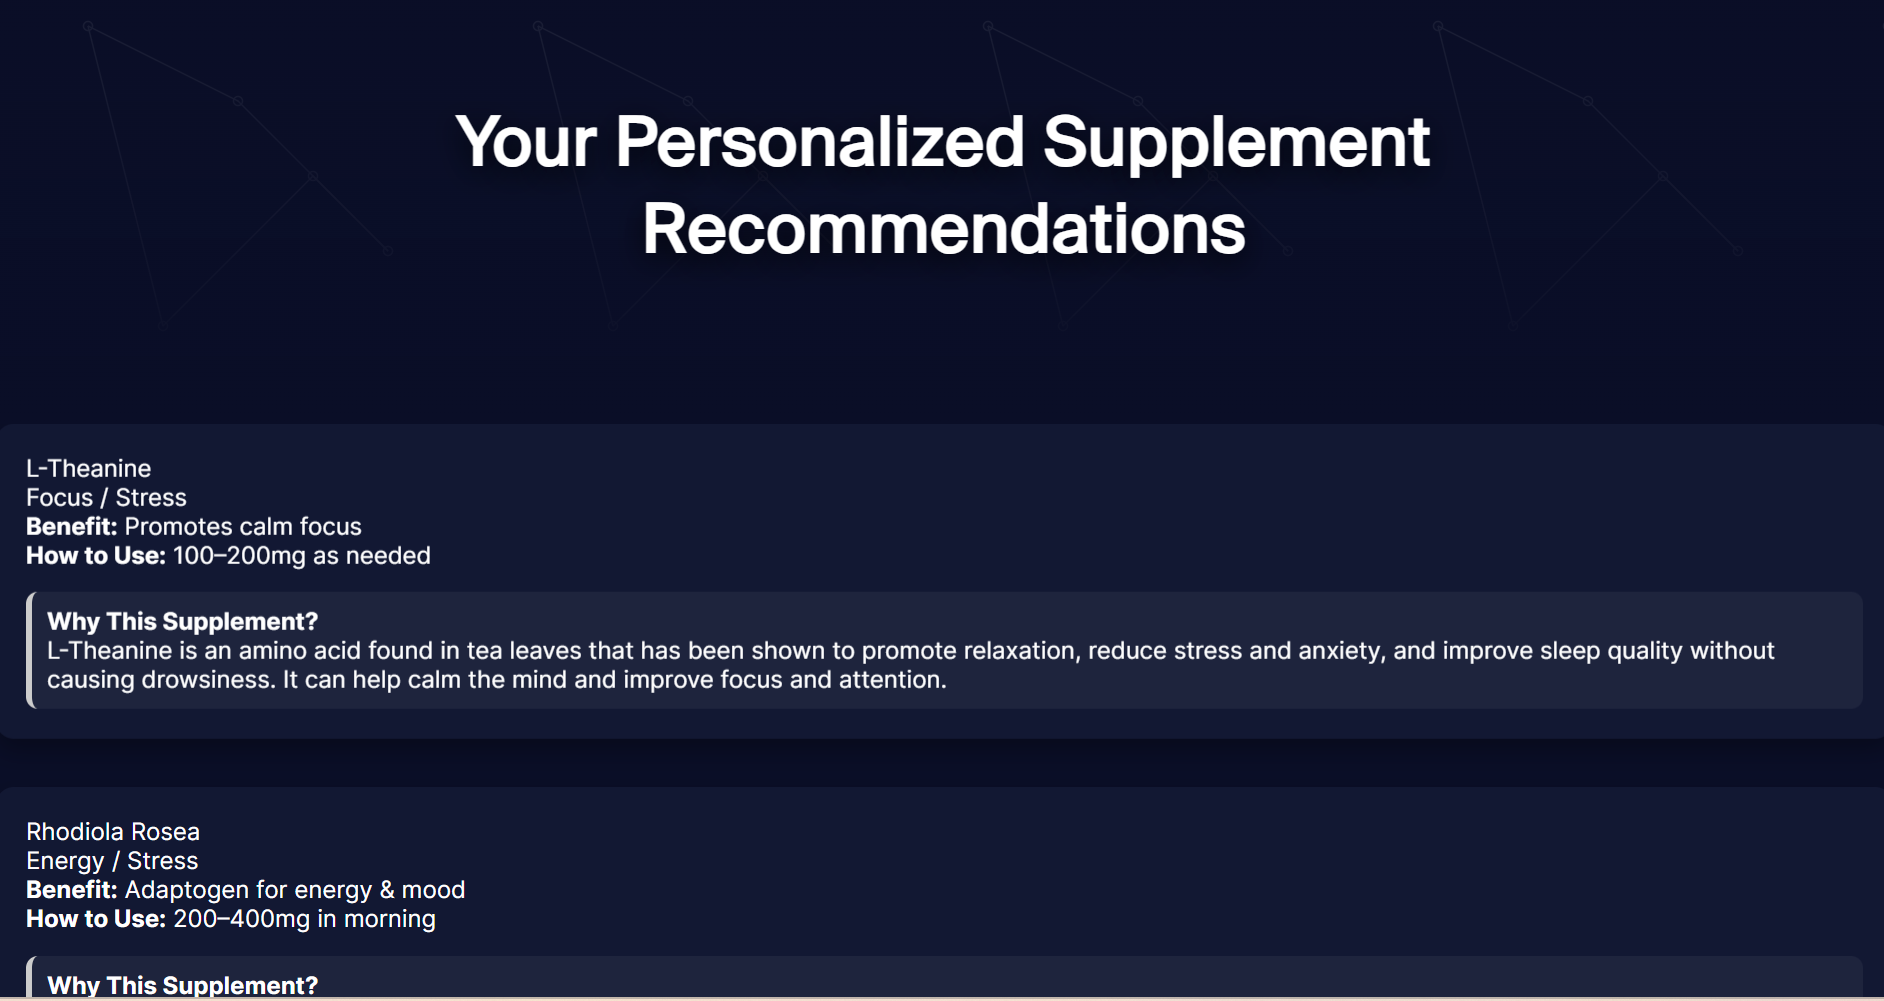 Your Personalized Supplement
Recommendations
L-Theanine
Focus / Stress
Benefit: Promotes calm focus
How to Use: 100–200mg as needed
Why This Supplement?
L-Theanine is an amino acid found in tea leaves that has been shown to promote relaxation, reduce stress and anxiety, and improve sleep quality without
causing drowsiness. It can help calm the mind and improve focus and attention.
Rhodiola Rosea
Energy / Stress
Benefit: Adaptogen for energy & mood
How to Use: 200–400mg in morning
Why This Supplement?